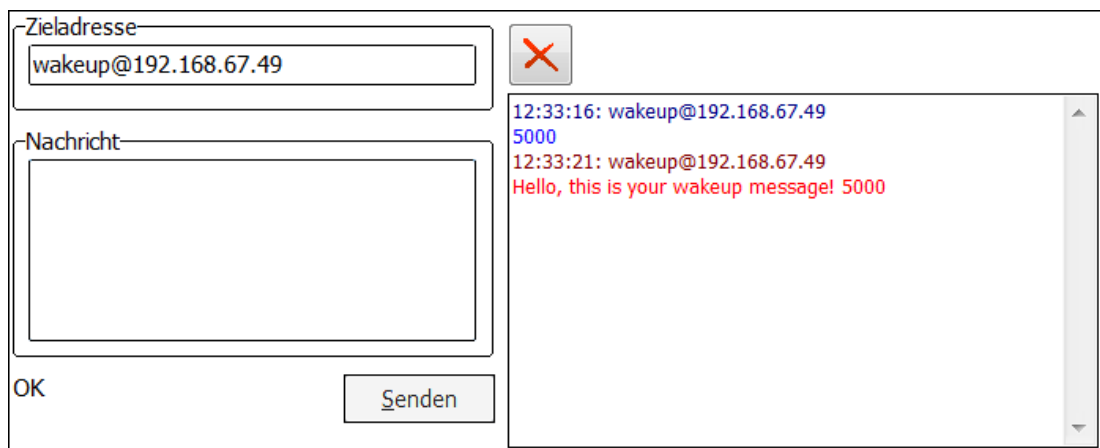 Zieladresse
wakeup@192.168.67.49
Nachricht
OK
Senden
12:33:16: wakeup@192.168.67.49
5000
12:33:21: wakeup@192.168.67.49
Hello, this is your wakeup message! 5000